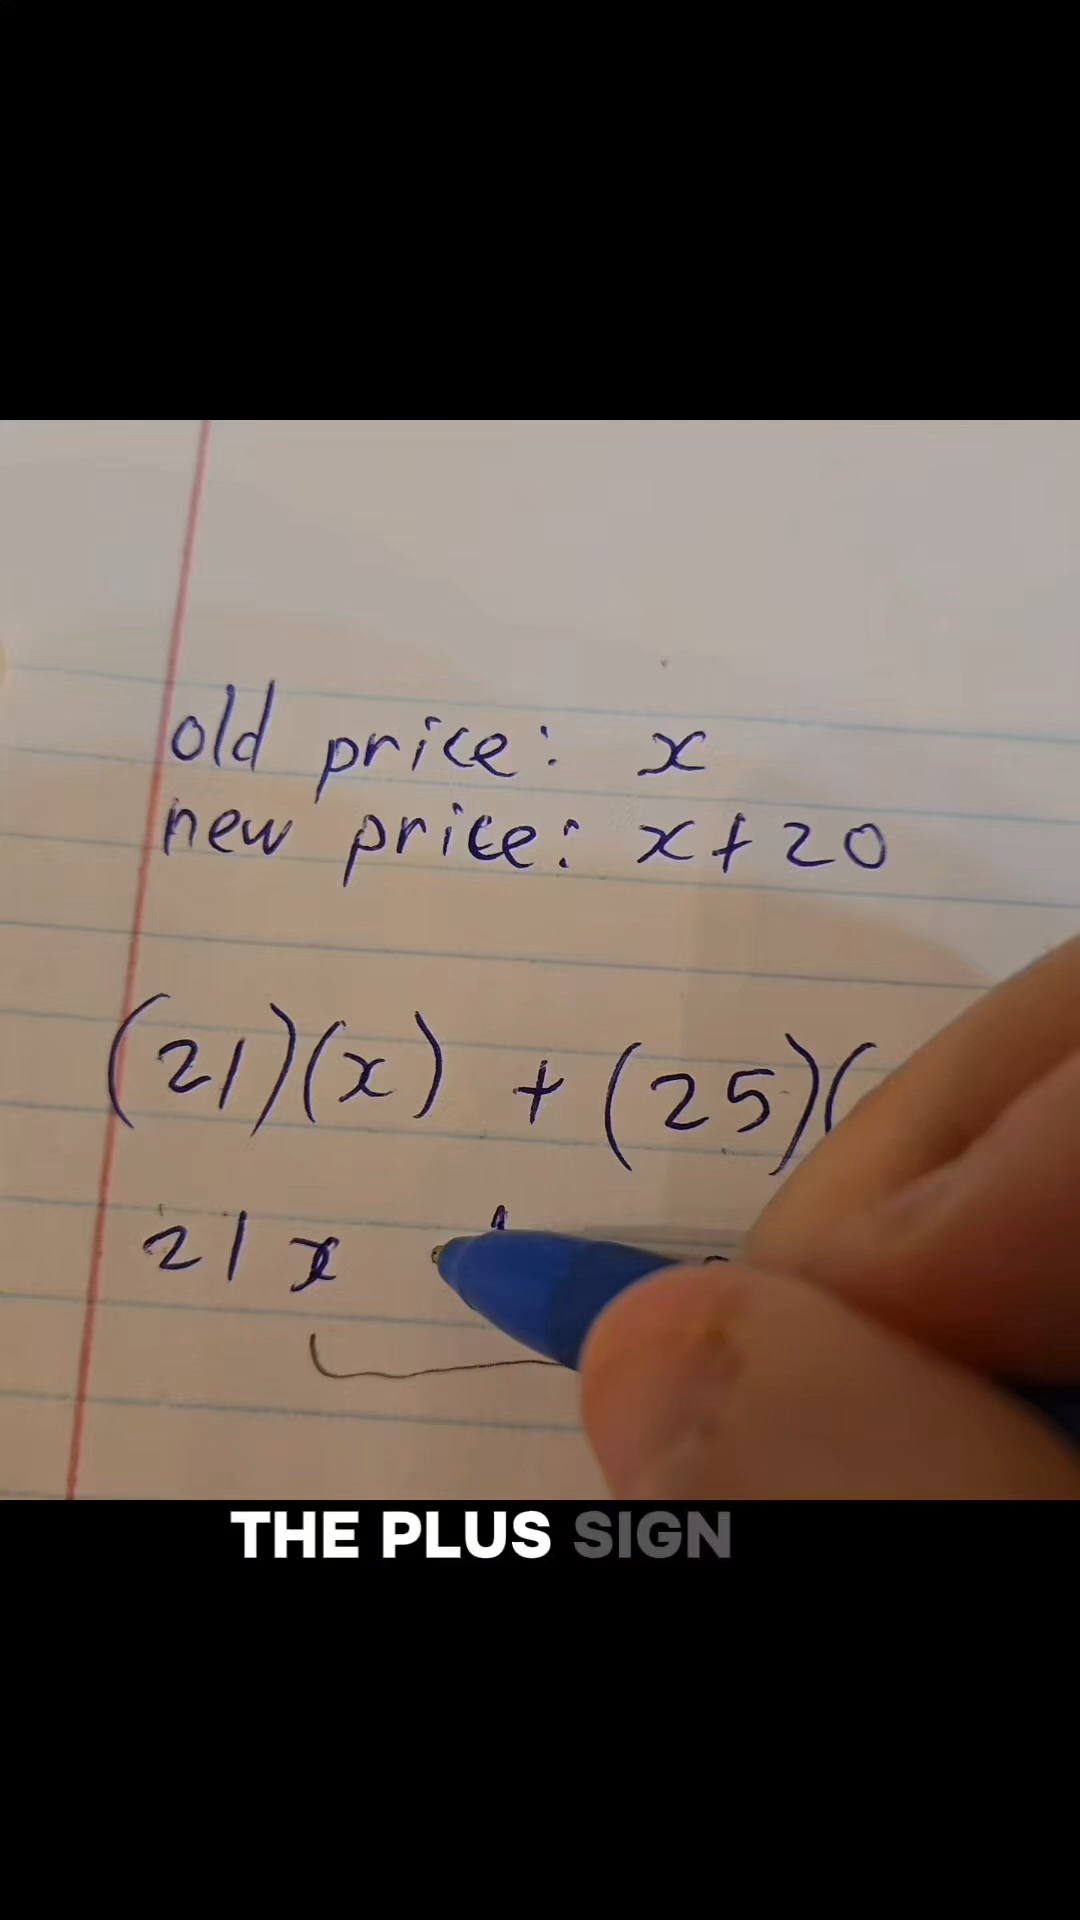 old price: x
new price: x + 20
(21)(x) + (25)(
21x
THE PLUS SIGN